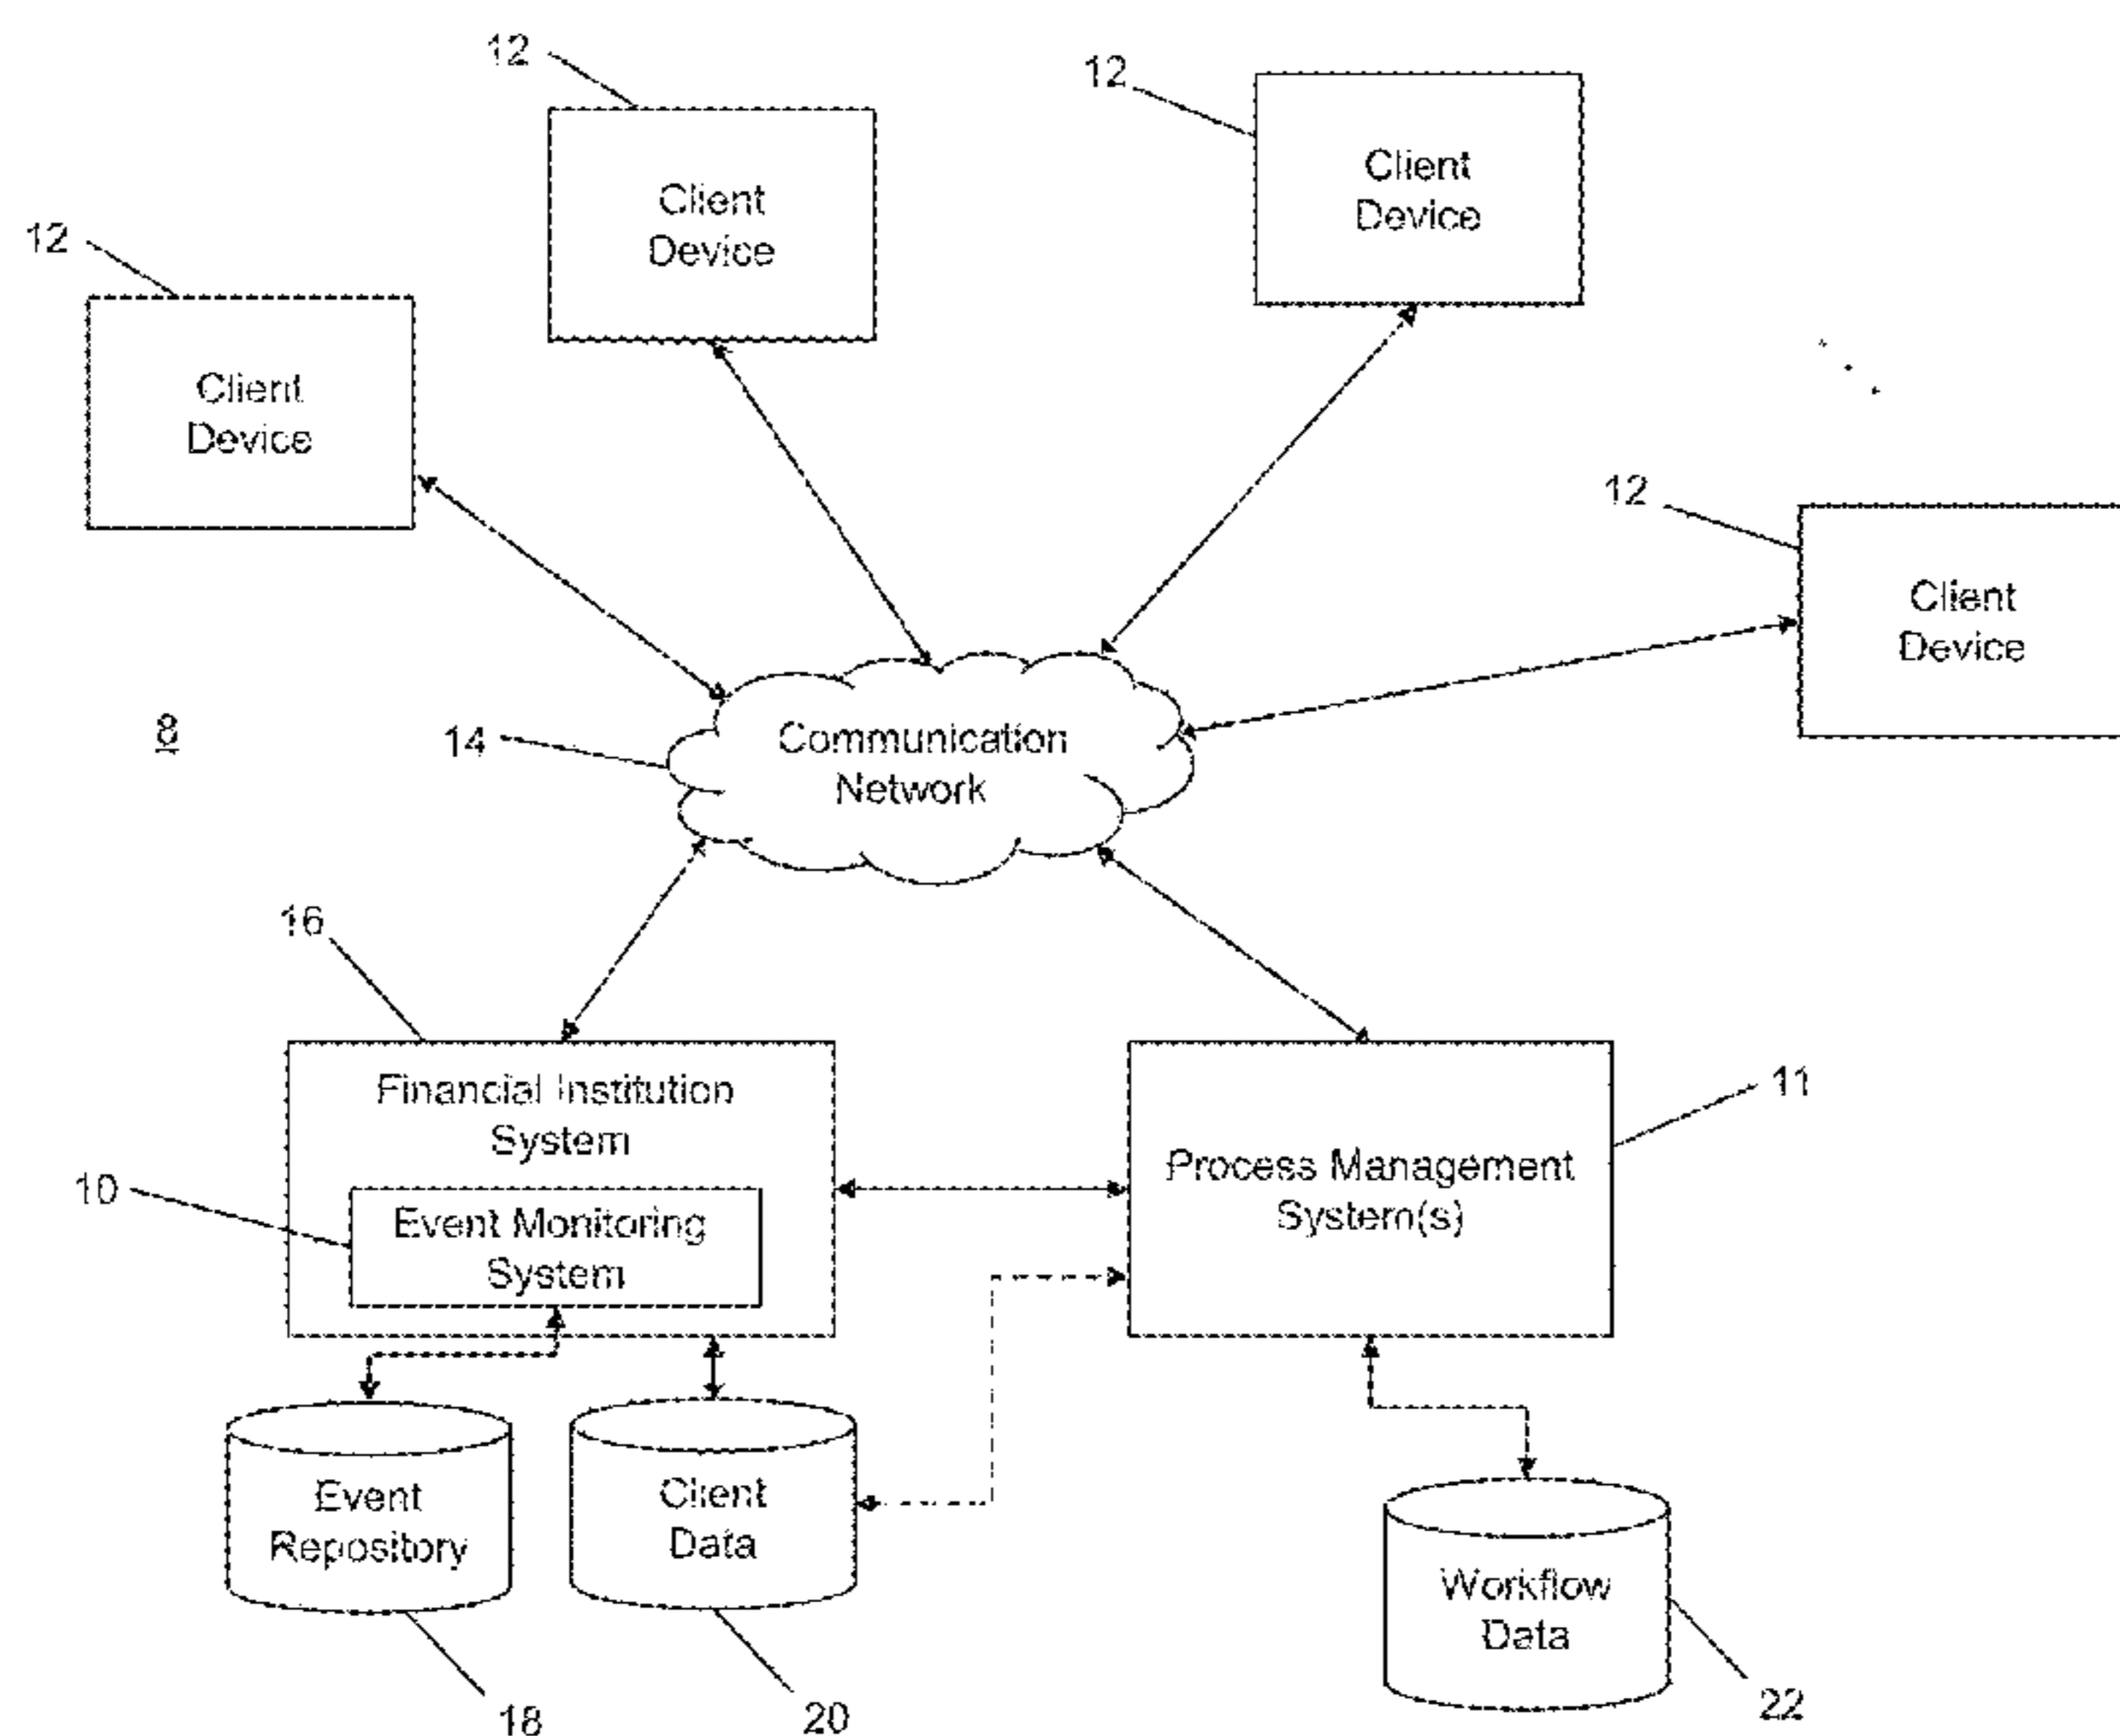 12
12
12
Client
Device
Client
Device
12
Client
Device
12
Client
Device
8
14
Communication
Network
16
Financial Institution
System
11
Process Management
System(s)
10
Event Monitoring
System
Event
Repository
Client
Data
Workflow
Data
18
20
22